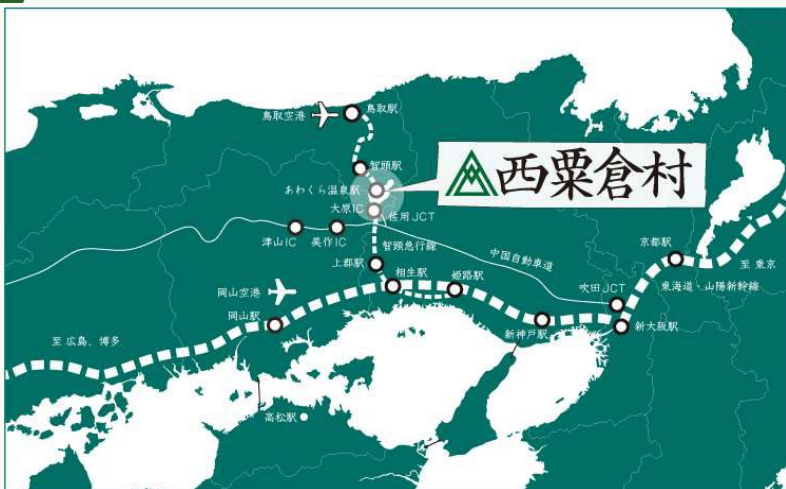 鳥取空港
鳥取駅
智頭駅
あわくら温泉駅
西粟倉村
大原IC
佐用JCT
津山IC
美作IC
智頭急行線
中国自動車道
京都駅
上郡駅
至 東京
相生駅
姫路駅
吹田JCT
東海道・山陽新幹線
岡山空港
岡山駅
新神戸駅
新大阪駅
至 広島、博多
高松駅